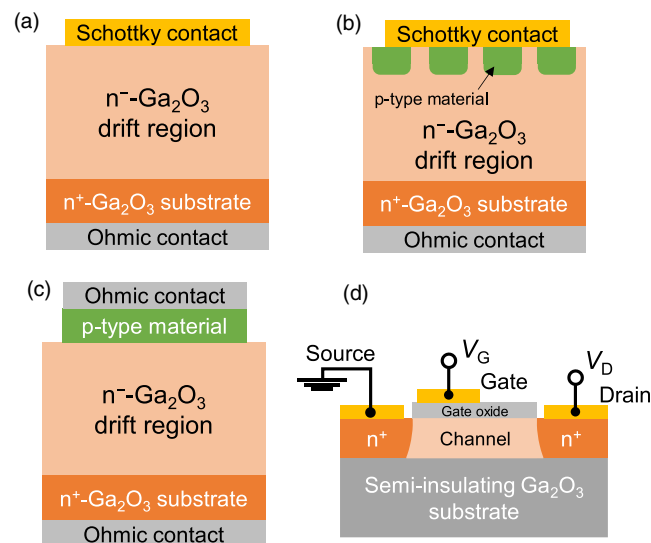 (a)
Schottky contact
n⁻-Ga₂O₃
drift region
n⁺-Ga₂O₃ substrate
Ohmic contact
(b)
Schottky contact
p-type material
n⁻-Ga₂O₃
drift region
n⁺-Ga₂O₃ substrate
Ohmic contact
(c)
Ohmic contact
p-type material
n⁻-Ga₂O₃
drift region
n⁺-Ga₂O₃ substrate
Ohmic contact
(d)
Source
V_G
Gate
V_D
Drain
Gate oxide
n⁺
Channel
n⁺
Semi-insulating Ga₂O₃
substrate